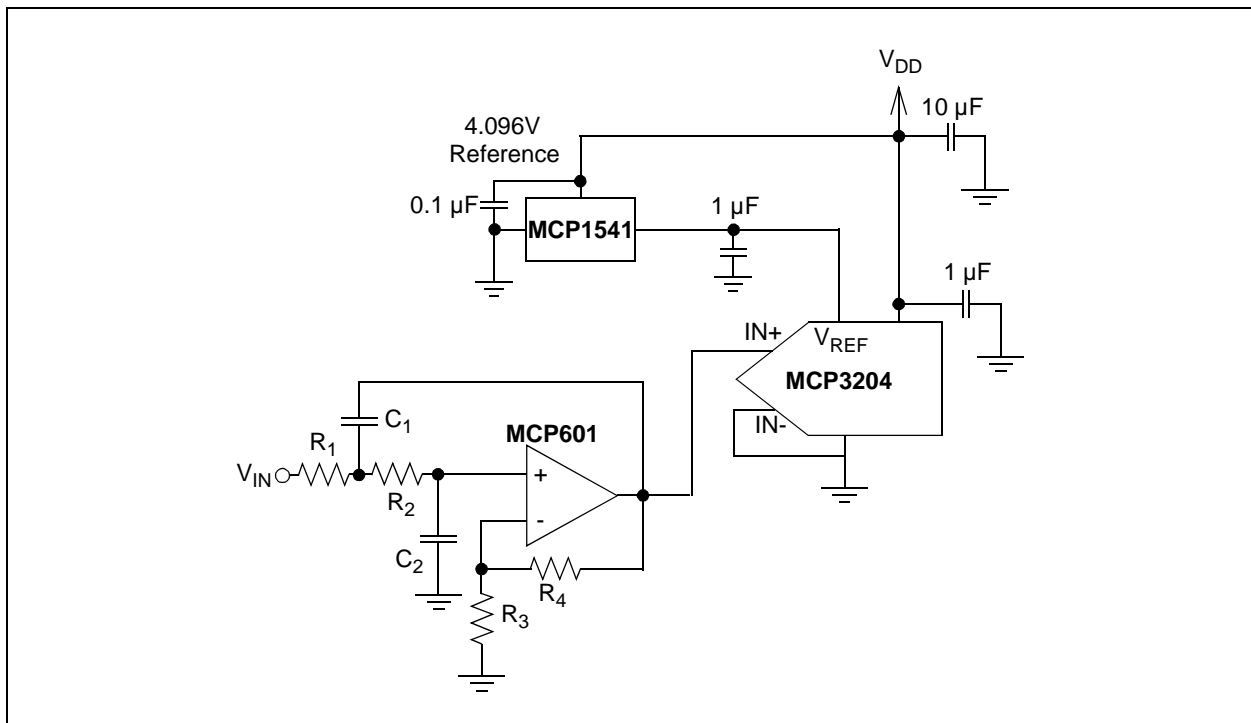 V_DD
10 µF
4.096V
Reference
0.1 µF
MCP1541
1 µF
1 µF
IN+
V_REF
MCP3204
IN-
C_1
MCP601
R_1
V_IN
R_2
+
-
C_2
R_4
R_3